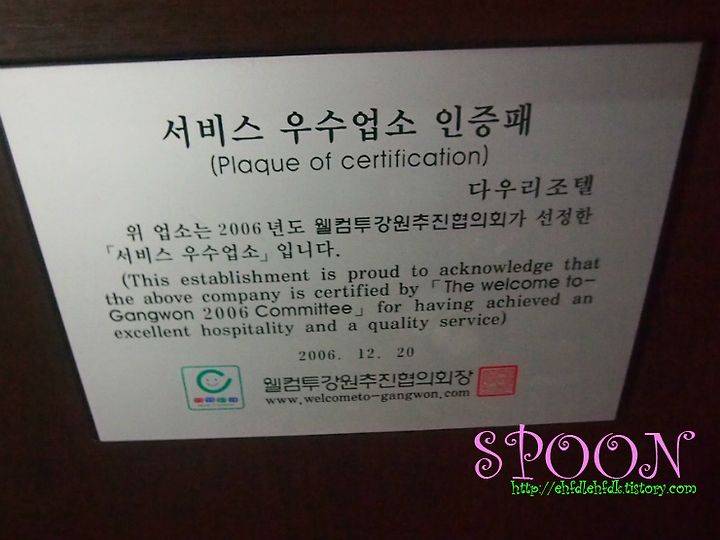 서비스 우수업소 인증패
(Plaque of certification)
다우리조텔
위 업소는 2006년도 웰컴투강원추진협의회가 선정한
「서비스 우수업소」입니다.
(This establishment is proud to acknowledge that
the above company is certified by 「The welcome to-
Gangwon 2006 Committee」 for having achieved an
excellent hospitality and a quality service)
2006. 12. 20
웰컴투강원추진협의회장
www.welcometo-gangwon.com
SPOON
http://ehfdlehfdk.tistory.com